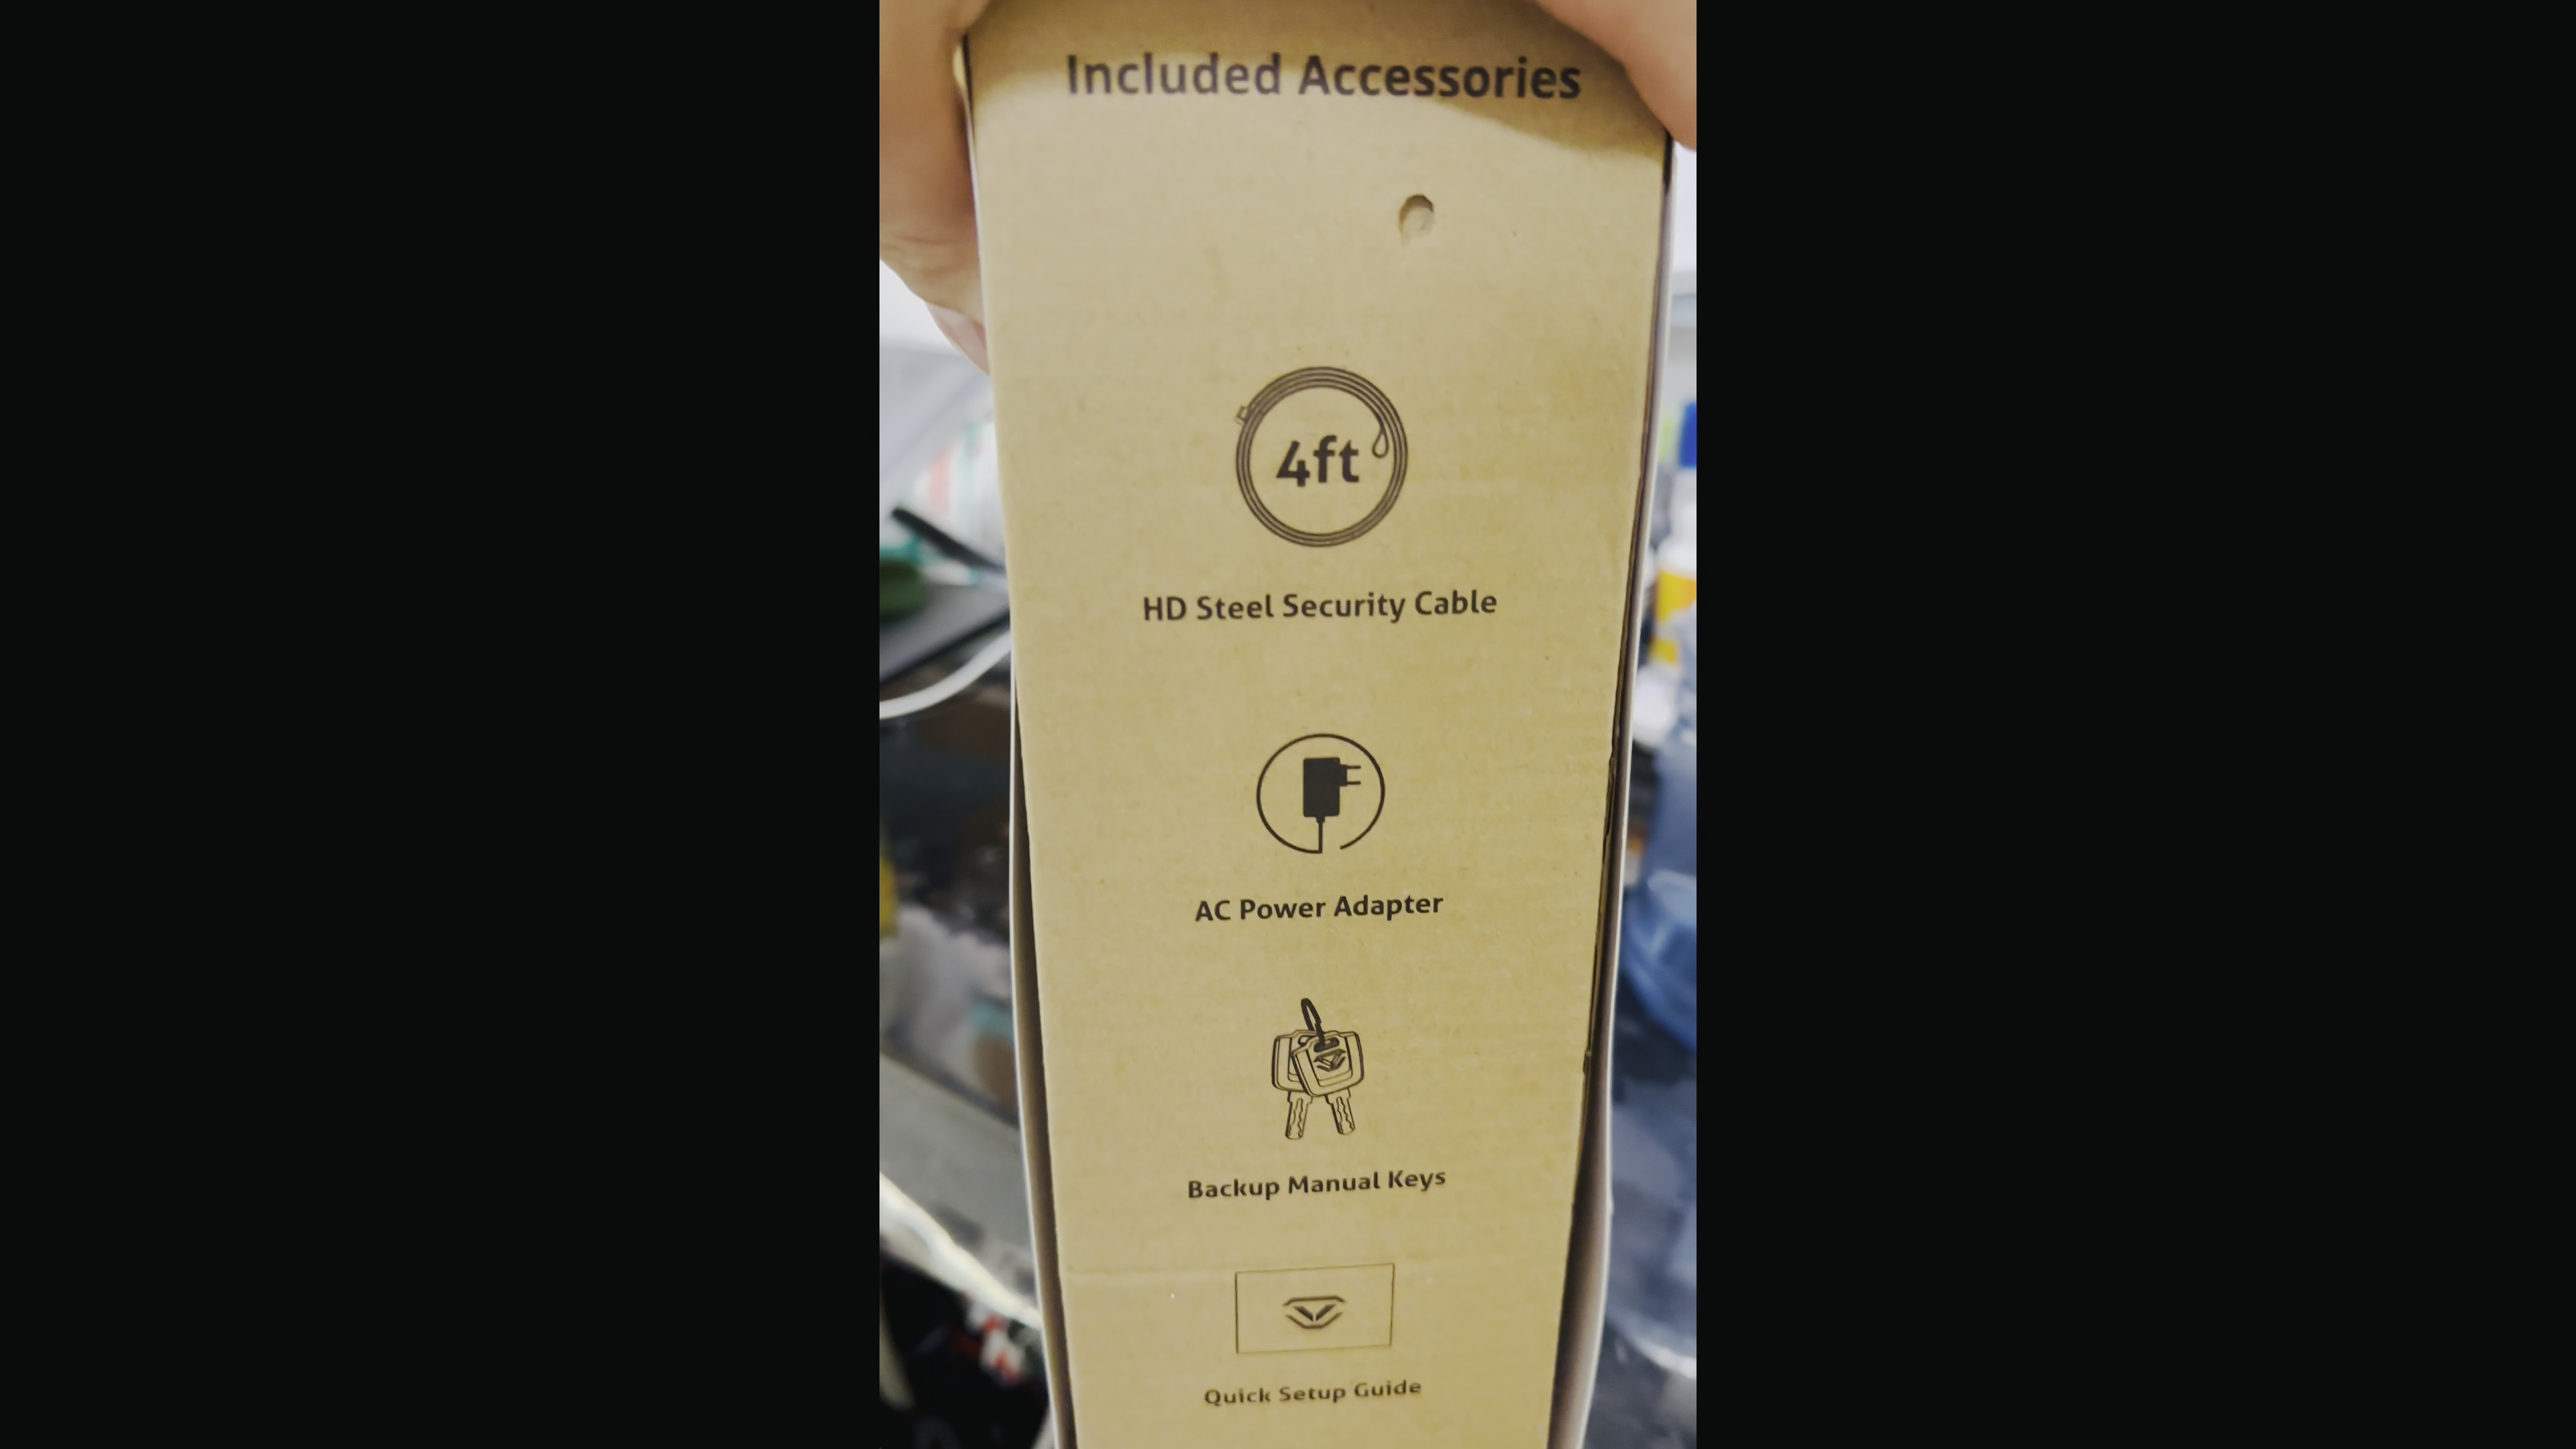 Included Accessories
4ft
HD Steel Security Cable
AC Power Adapter
Backup Manual Keys
Quick Setup Guide